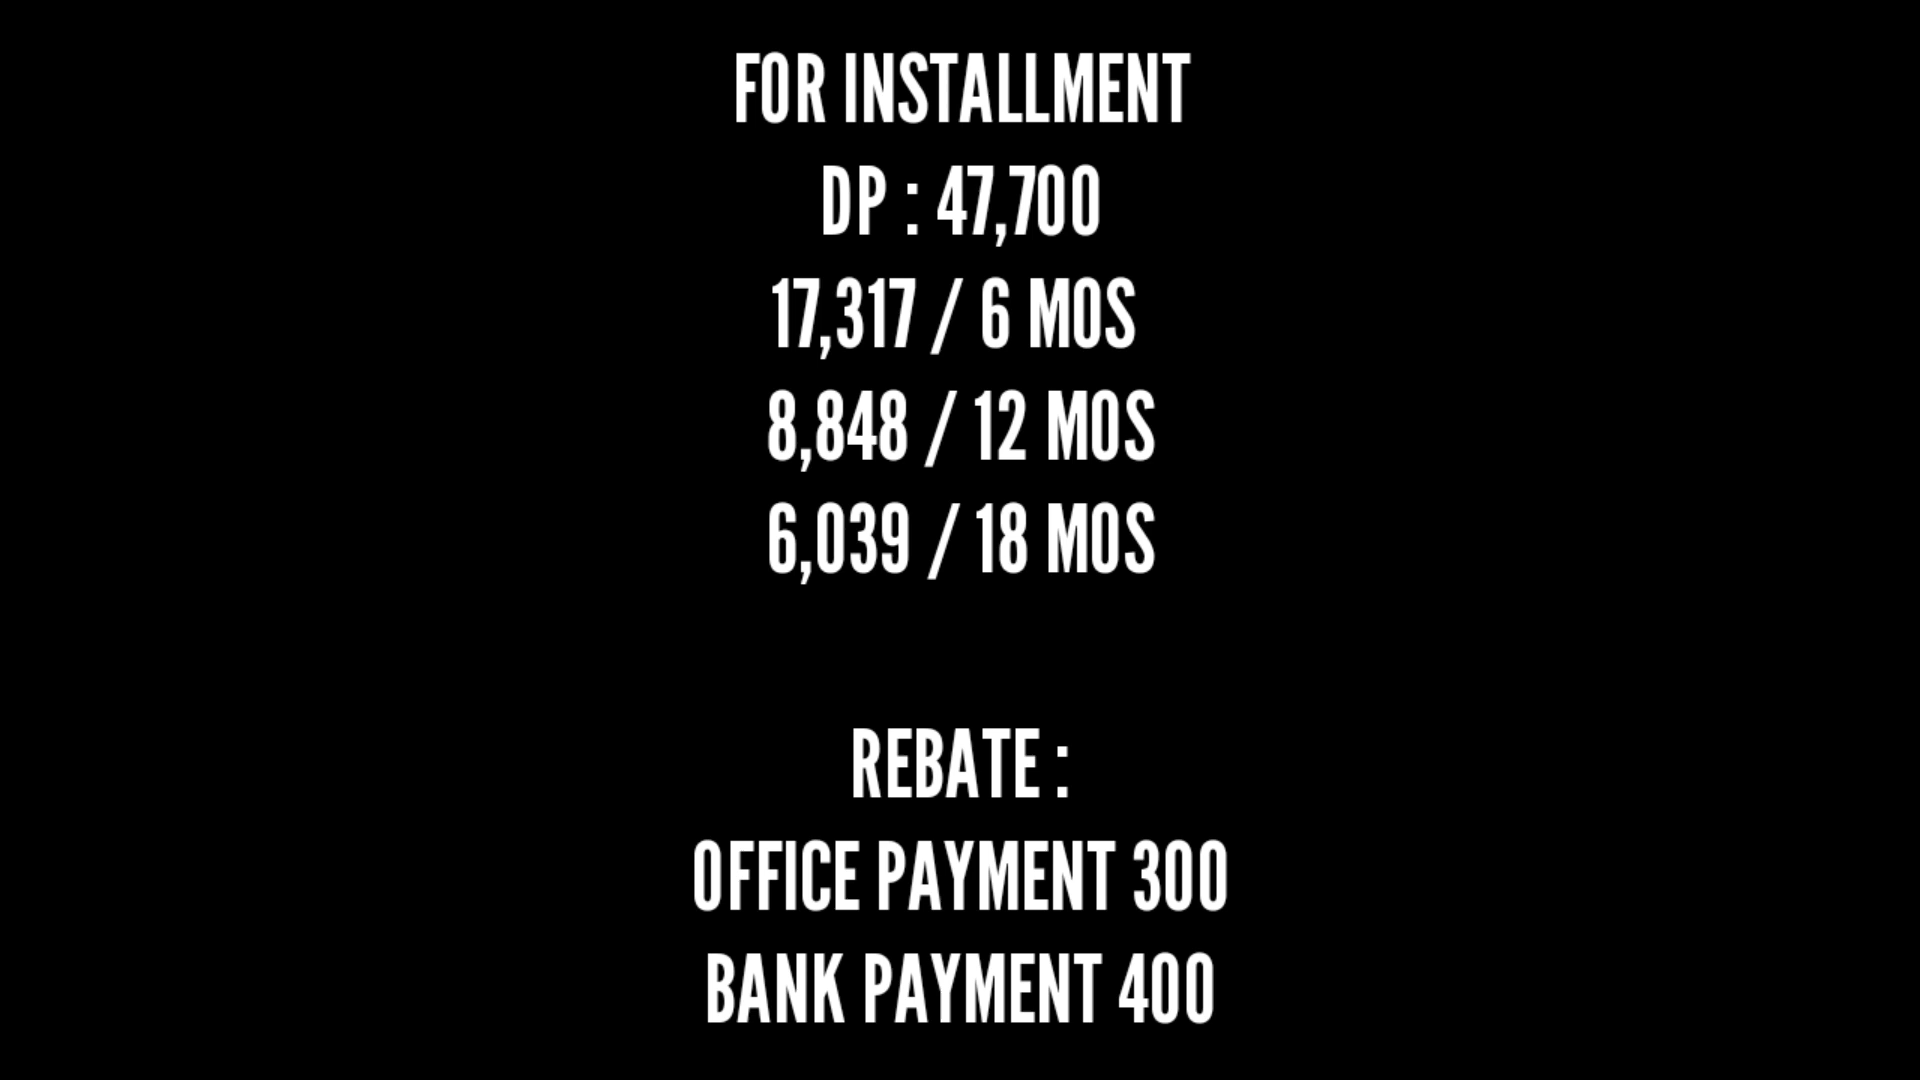 FOR INSTALLMENT
DP : 47,700
17,317 / 6 MOS
8,848 / 12 MOS
6,039 / 18 MOS
REBATE :
OFFICE PAYMENT 300
BANK PAYMENT 400